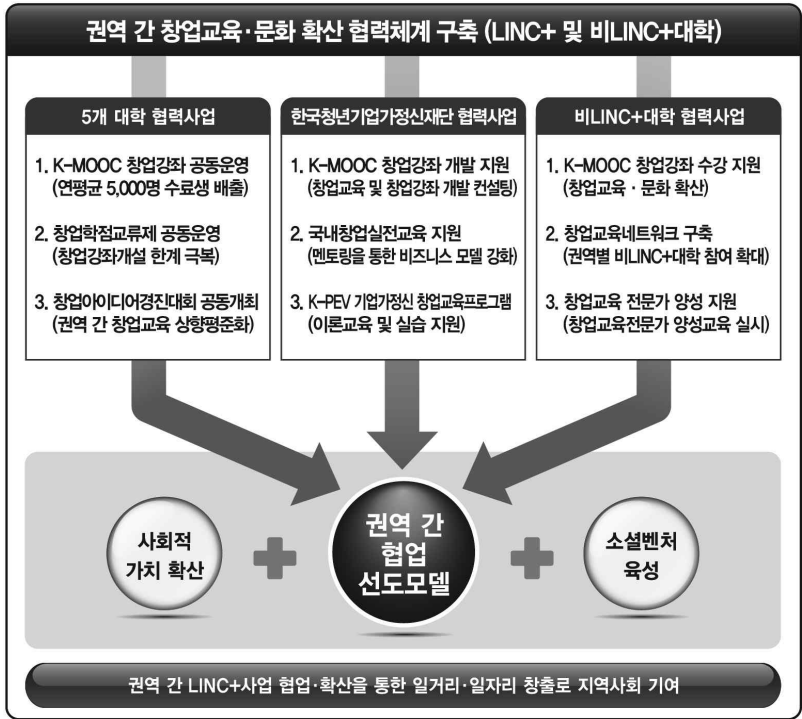 권역 간 창업교육·문화 확산 협력체계 구축 (LINC+ 및 비LINC+대학)
5개 대학 협력사업
1. K-MOOC 창업강좌 공동운영
(연평균 5,000명 수료생 배출)
2. 창업학점교류제 공동운영
(창업강좌개설 한계 극복)
3. 창업아이디어경진대회 공동개최
(권역 간 창업교육 상향평준화)
한국청년기업가정신재단 협력사업
1. K-MOOC 창업강좌 개발 지원
(창업교육 및 창업강좌 개발 컨설팅)
2. 국내창업실전교육 지원
(멘토링을 통한 비즈니스 모델 강화)
3. K-PEV 기업가정신 창업교육프로그램
(이론교육 및 실습 지원)
비LINC+대학 협력사업
1. K-MOOC 창업강좌 수강 지원
(창업교육 · 문화 확산)
2. 창업교육네트워크 구축
(권역별 비LINC+대학 참여 확대)
3. 창업교육 전문가 양성 지원
(창업교육전문가 양성교육 실시)
사회적
가치 확산
+
권역 간
협업
선도모델
+
소셜벤처
육성
권역 간 LINC+사업 협업·확산을 통한 일거리·일자리 창출로 지역사회 기여